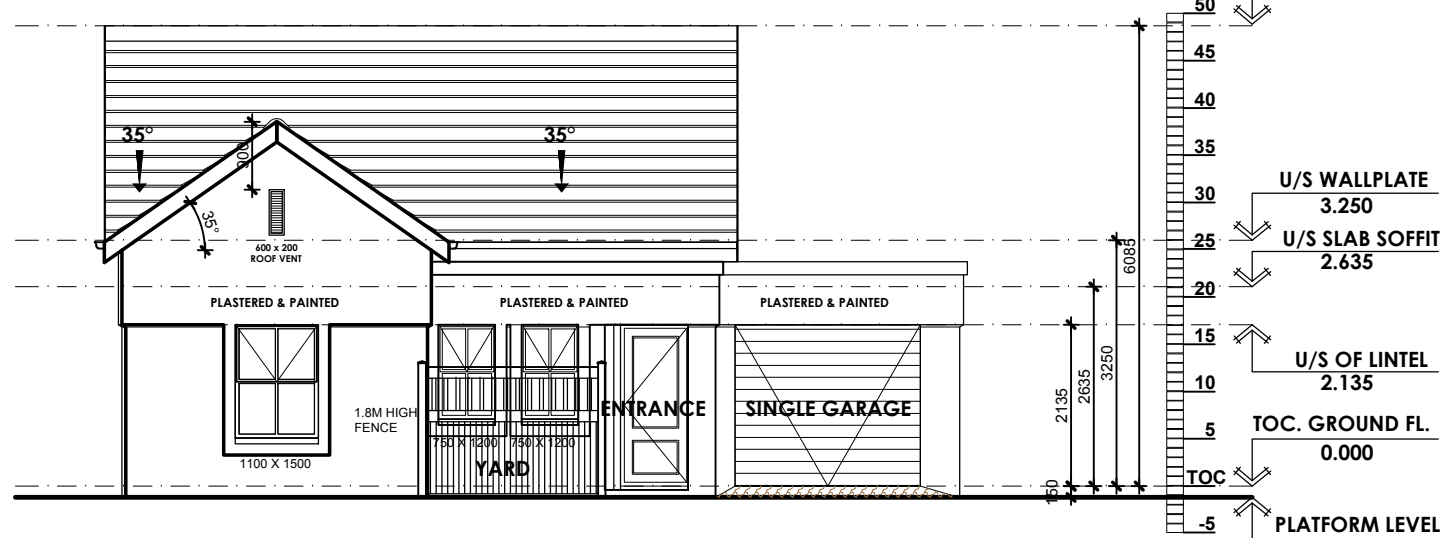 50
45
40
35
30
25
20
15
10
5
TOC
-5
35°
35°
900
35°
600 x 200
ROOF VENT
PLASTERED & PAINTED
PLASTERED & PAINTED
PLASTERED & PAINTED
1.8M HIGH
FENCE
ENTRANCE
SINGLE GARAGE
750 X 1200
750 X 1200
YARD
1100 X 1500
2135
2635
3250
6085
150
U/S WALLPLATE
3.250
U/S SLAB SOFFIT
2.635
U/S OF LINTEL
2.135
TOC. GROUND FL.
0.000
PLATFORM LEVEL